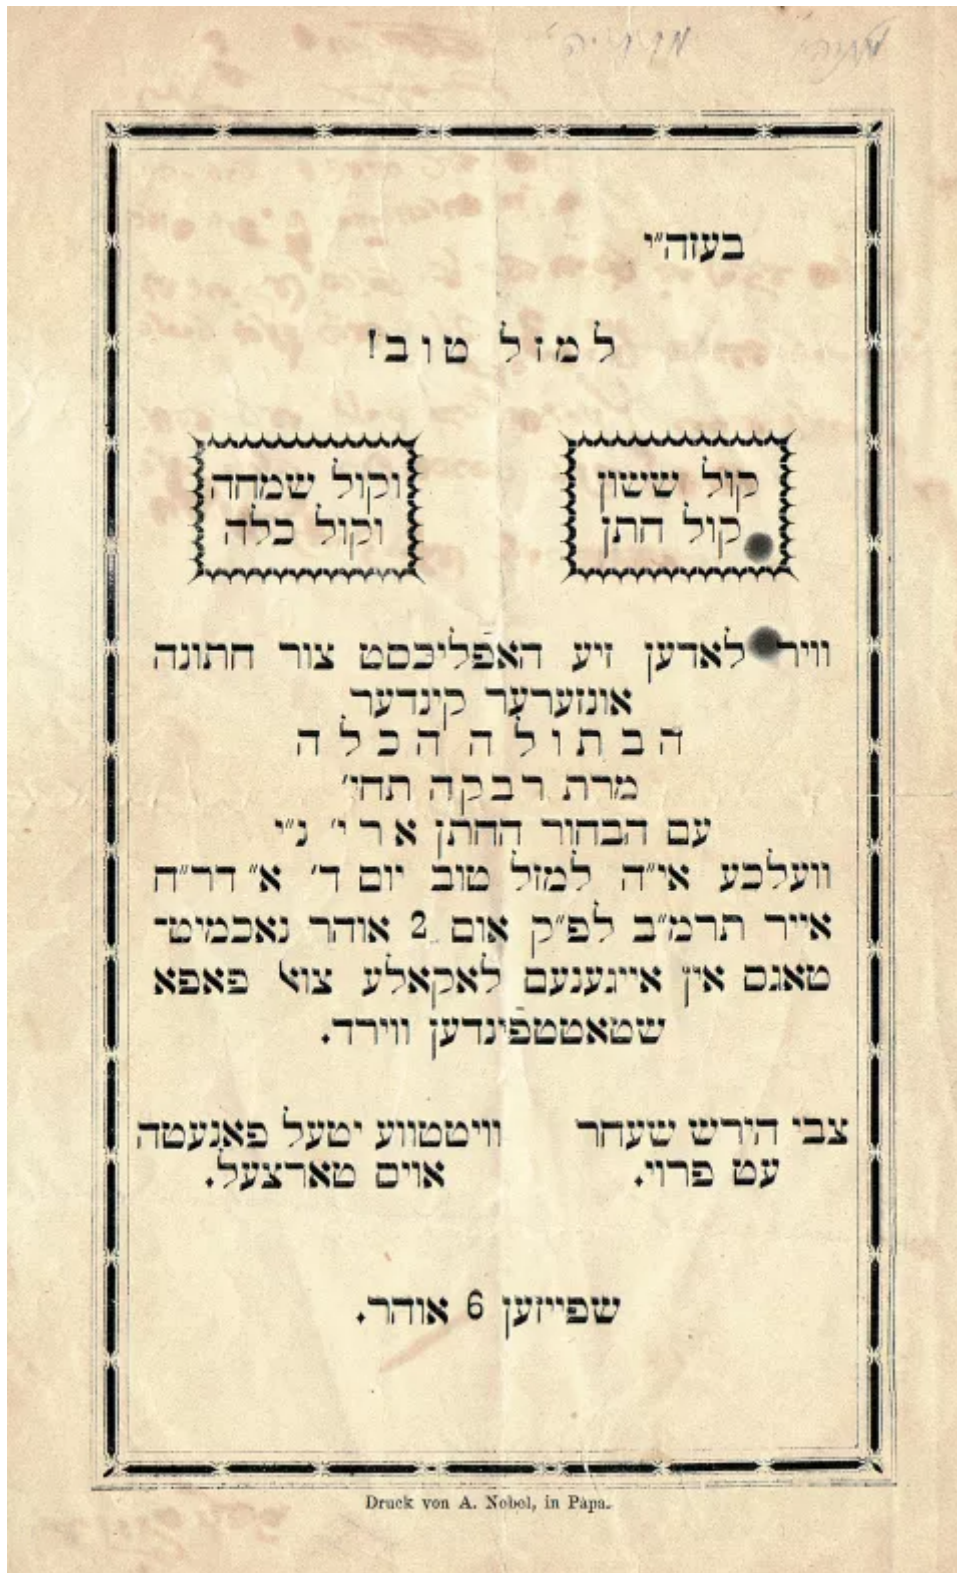 בעזה״י
למזל טוב!
קול ששון
קול חתן
וקול שמחה
וקול כלה
וויר לאדען זיע האפליכסט צור חתונה
אונזערער קינדער
הבתולה הכלה
מרת רבקה תחי׳
עם הבחור החתן ארי׳ נ״י
וועלכע אי״ה למזל טוב יום ד׳ א״ דר״ח
אייר תרמ״ב לפ״ק אום 2 אוהר נאכמיט־
טאגס אין אייגענעם לאקאלע צוא פאפא
שטאטטפינדען ווירד.
צבי הירש שעהר
עט פרוי.
וויטטווע יטעל פאנעטה
אויס טארצעל.
שפייזען 6 אוהר.
Druck von A. Nobel, in Pápa.